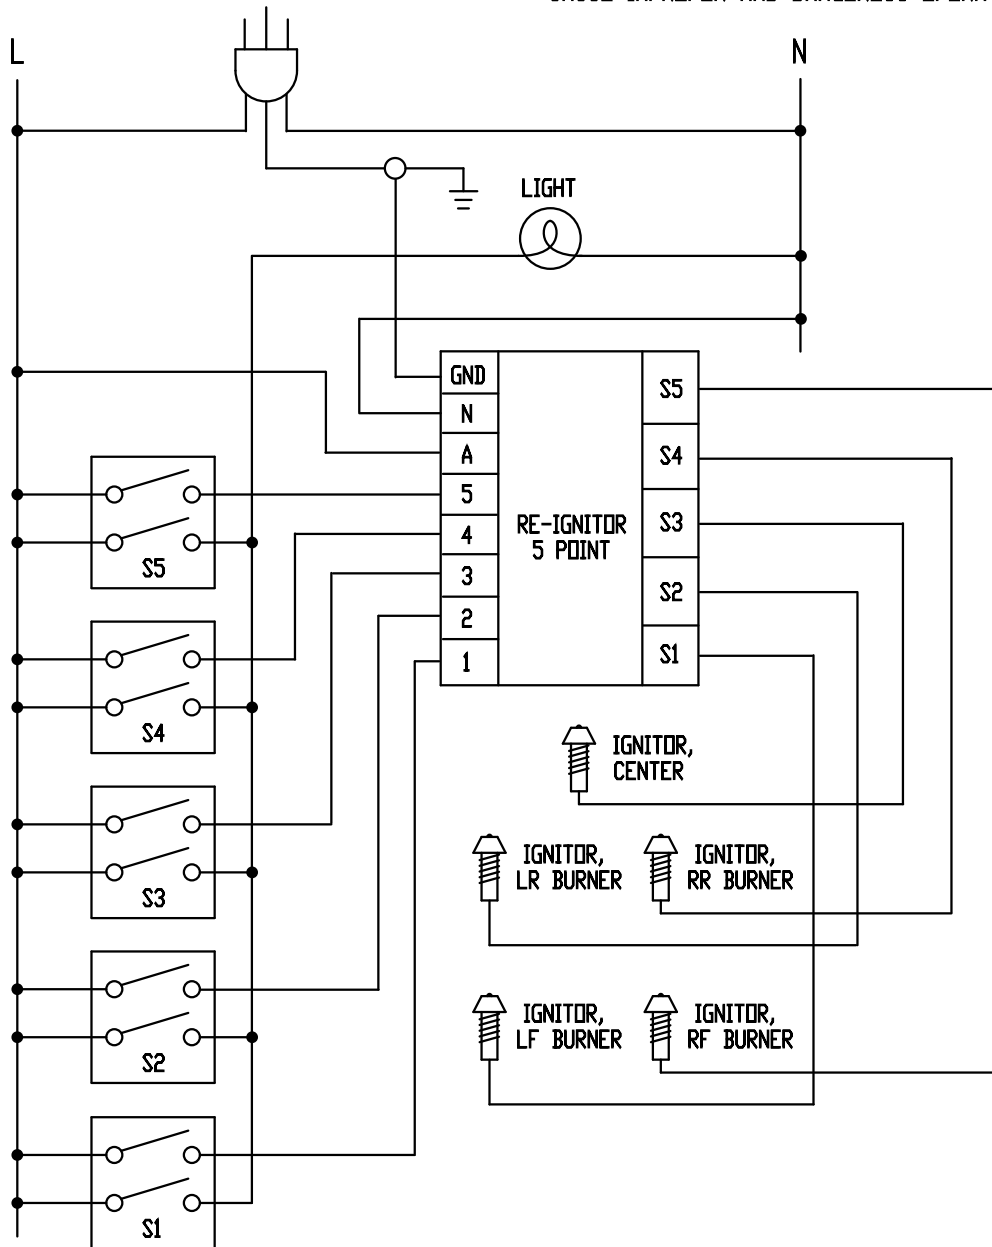 L
N
LIGHT
GND
N
A
5
4
3
2
1
RE-IGNITOR
5 POINT
S5
S4
S3
S2
S1
S5
S4
S3
S2
S1
IGNITOR,
CENTER
IGNITOR,
LR BURNER
IGNITOR,
RR BURNER
IGNITOR,
LF BURNER
IGNITOR,
RF BURNER